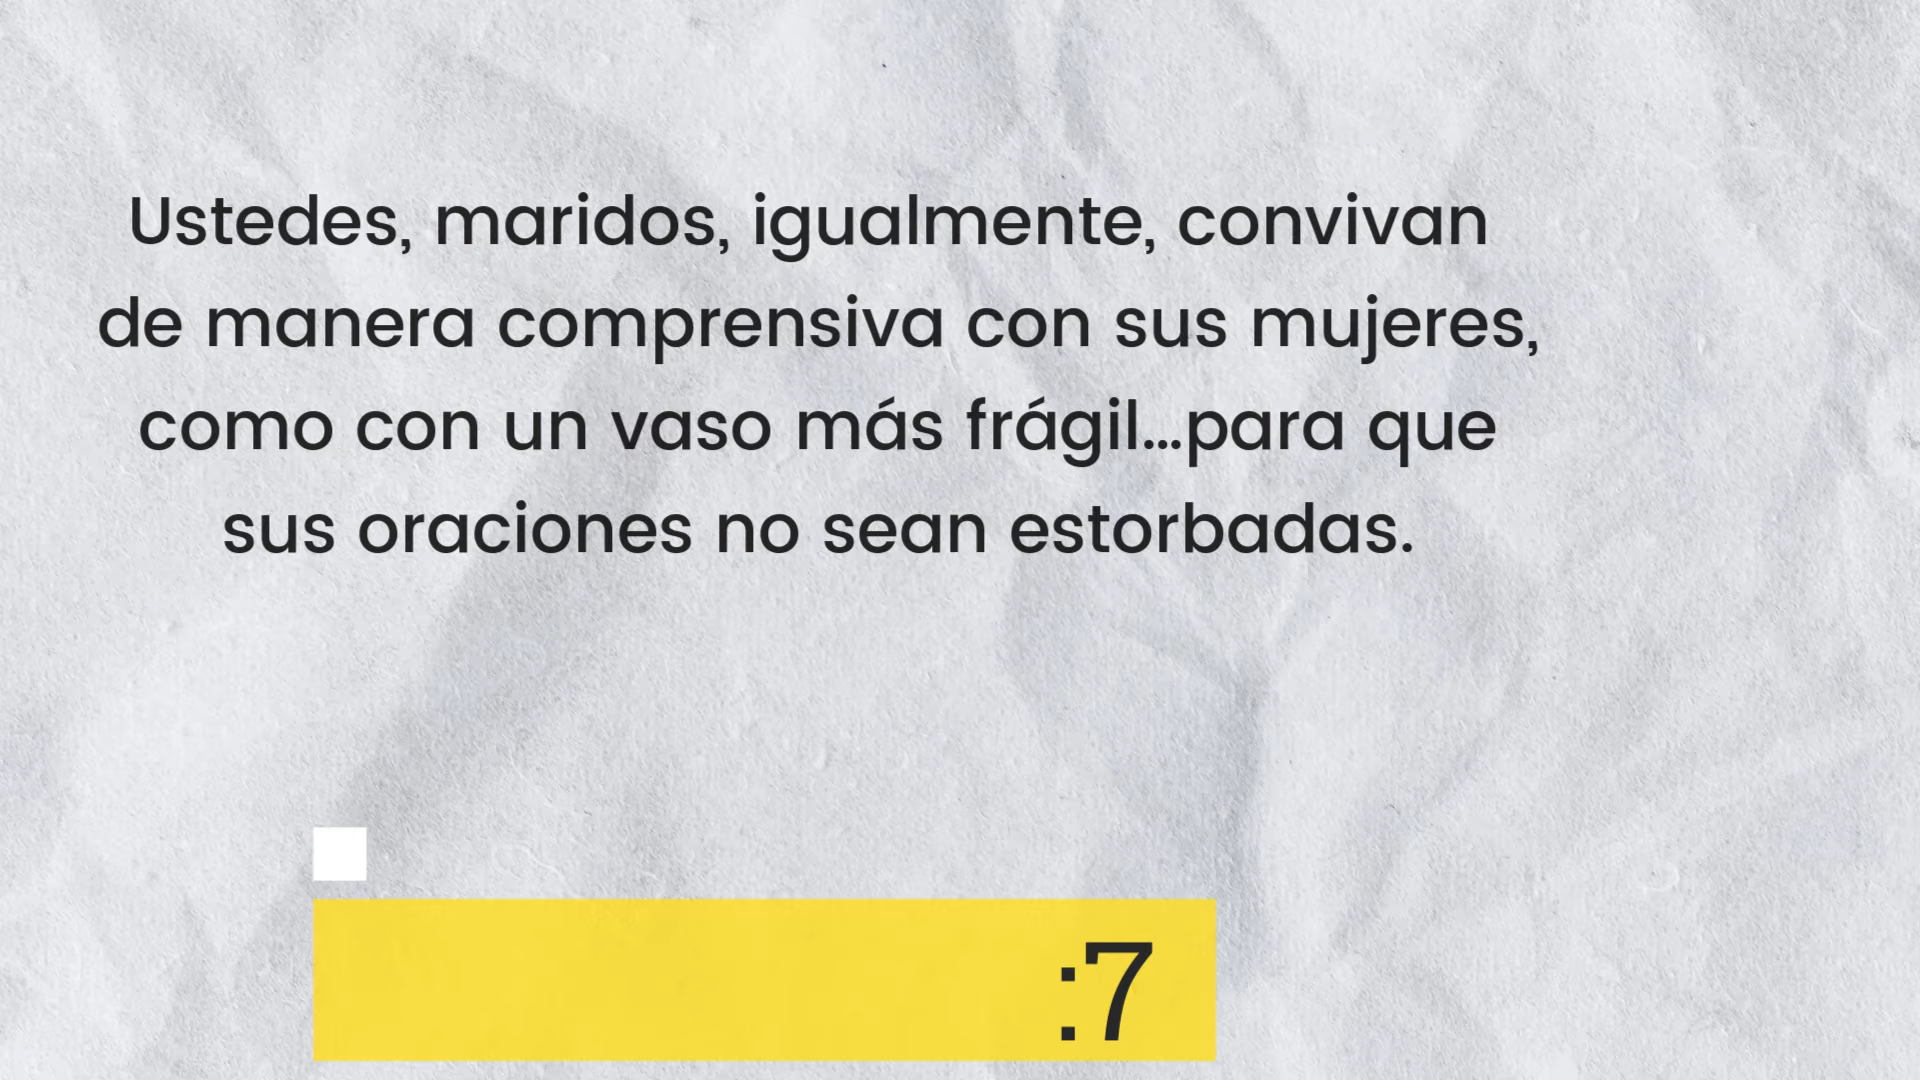 Ustedes, maridos, igualmente, convivan
de manera comprensiva con sus mujeres,
como con un vaso más frágil...para que
sus oraciones no sean estorbadas.
:7